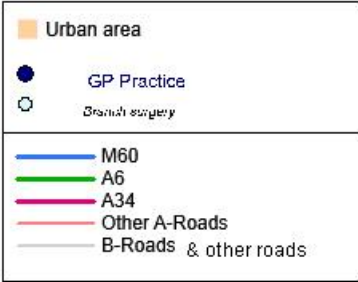 Urban area
GP Practice
Branch surgery
M60
A6
A34
Other A-Roads
B-Roads & other roads